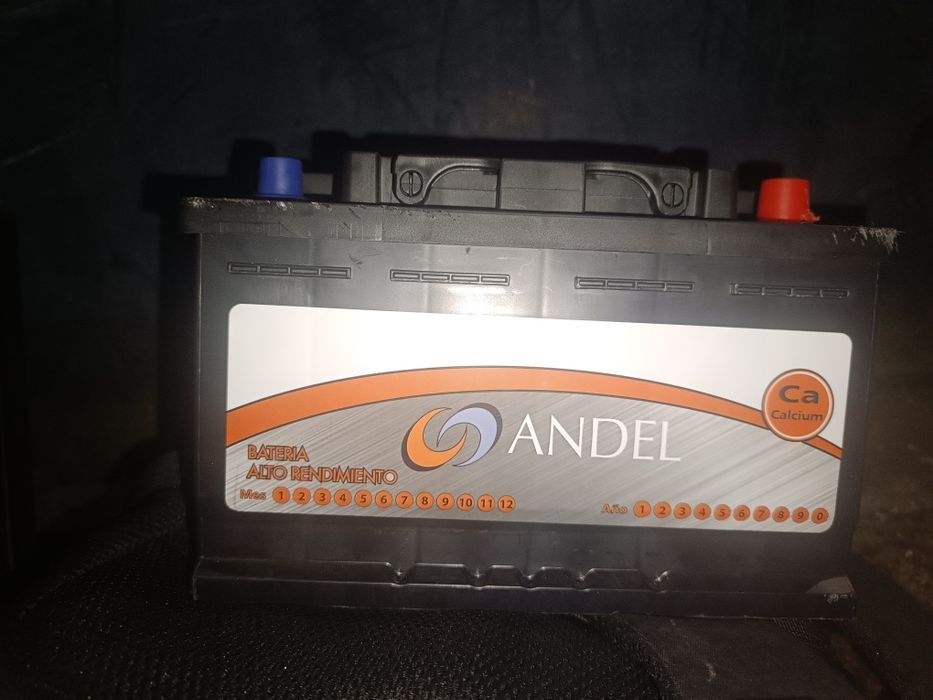 Ca
Calcium
ANDEL
BATERIA
ALTO RENDIMIENTO
Mes 1 2 3 4 5 6 7 8 9 10 11 12
Año 1 2 3 4 5 6 7 8 9 0